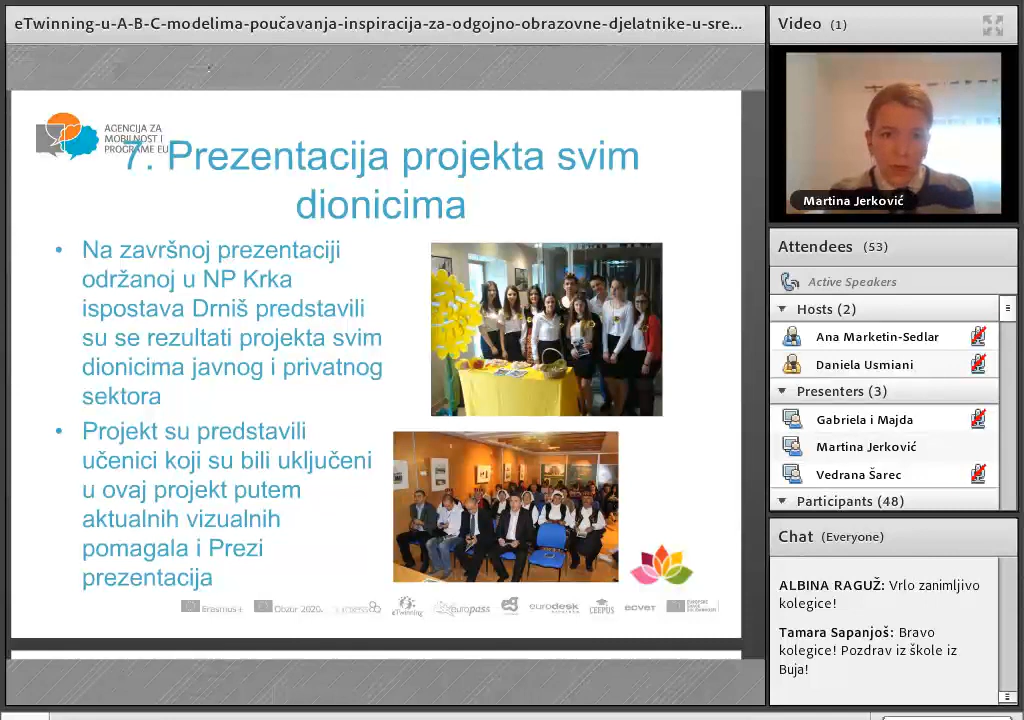 eTwinning-u-A-B-C-modelima-poučavanja-inspiracija-za-odgojno-obrazovne-djelatnike-u-sre...
AGENCIJA ZA
MOBILNOST I
PROGRAME EU
7. Prezentacija projekta svim
dionicima
• Na završnoj prezentaciji
održanoj u NP Krka
ispostava Drniš predstavili
su se rezultati projekta svim
dionicima javnog i privatnog
sektora
• Projekt su predstavili
učenici koji su bili uključeni
u ovaj projekt putem
aktualnih vizualnih
pomagala i Prezi
prezentacija
Erasmus+ Obzor 2020. eTwinning europass eurodesk CEEPUS ecvet
Video (1)
Martina Jerković
Attendees (53)
Active Speakers
Hosts (2)
Ana Marketin-Sedlar
Daniela Usmiani
Presenters (3)
Gabriela i Majda
Martina Jerković
Vedrana Šarec
Participants (48)
Chat (Everyone)
ALBINA RAGUŽ: Vrlo zanimljivo
kolegice!
Tamara Sapanjoš: Bravo
kolegice! Pozdrav iz škole iz
Buja!